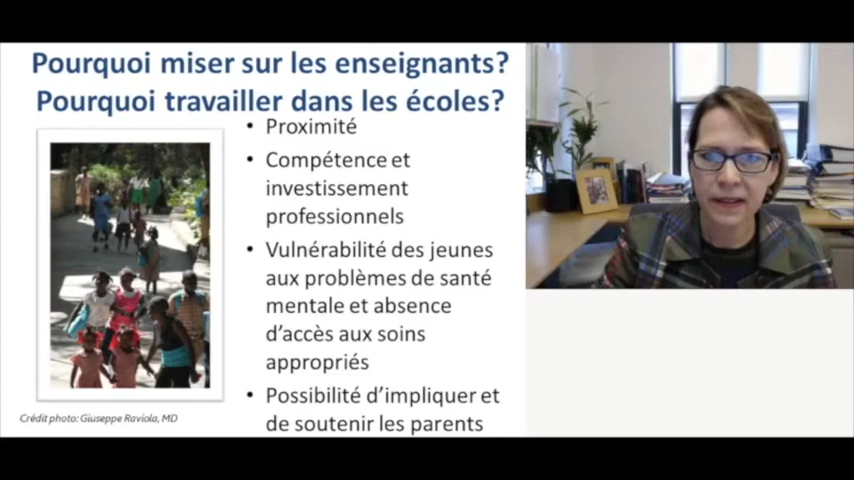 Pourquoi miser sur les enseignants?
Pourquoi travailler dans les écoles?
• Proximité
• Compétence et
investissement
professionnels
• Vulnérabilité des jeunes
aux problèmes de santé
mentale et absence
d’accès aux soins
appropriés
• Possibilité d’impliquer et
de soutenir les parents
Crédit photo: Giuseppe Raviola, MD